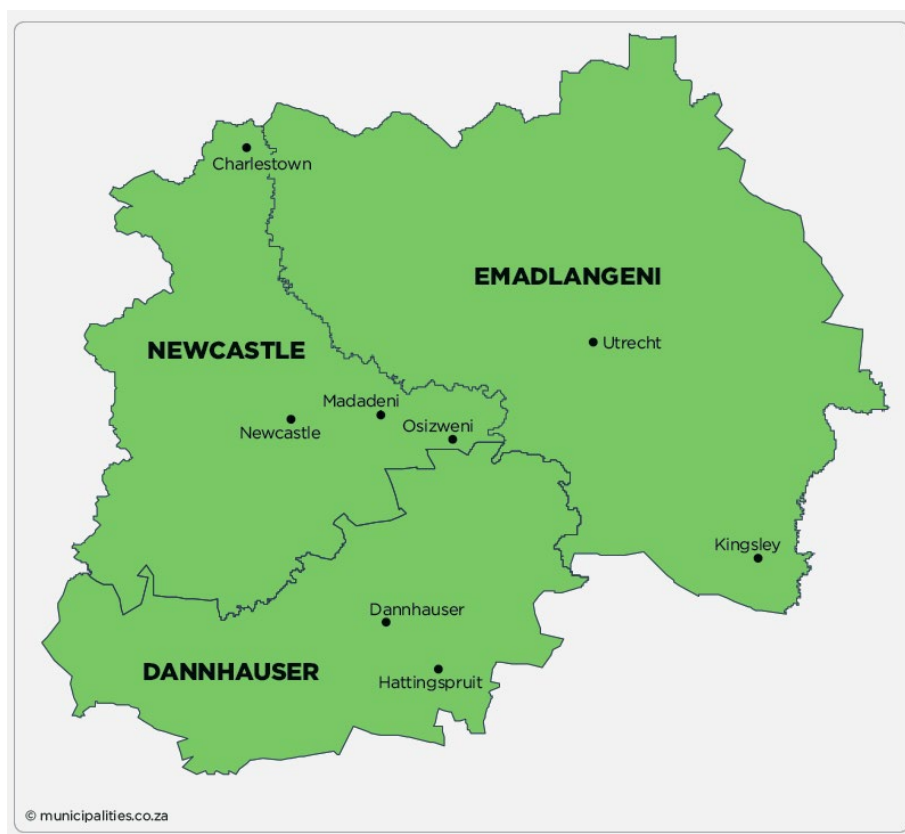 Charlestown
EMADLANGENI
NEWCASTLE
Utrecht
Madadeni
Newcastle
Osizweni
Kingsley
Dannhauser
DANNHAUSER
Hattingspruit
© municipalities.co.za